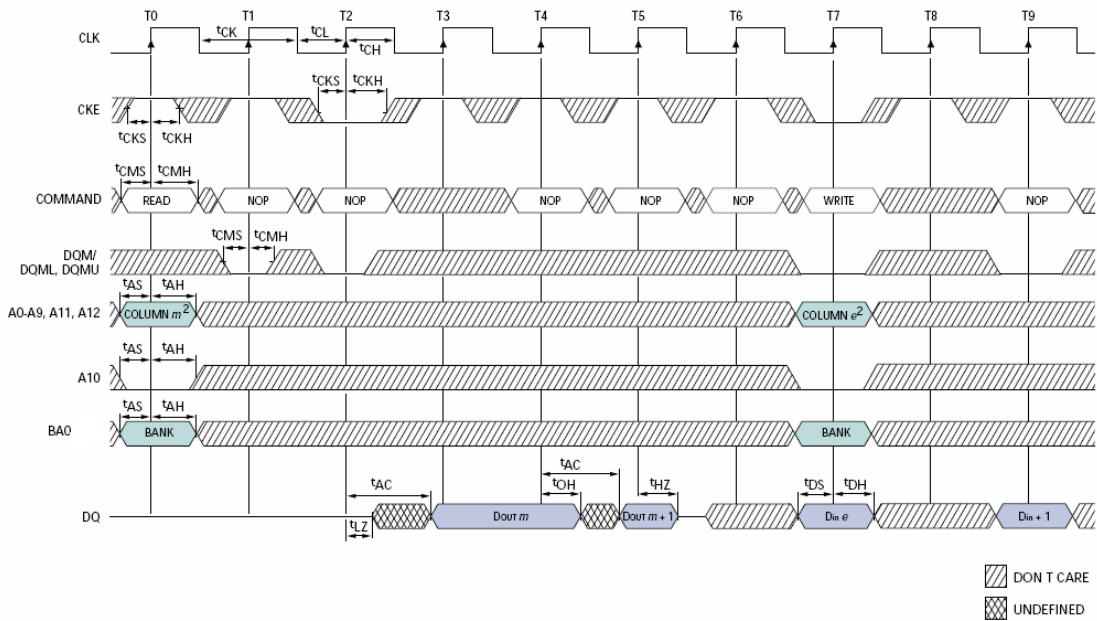 T0 T1 T2 T3 T4 T5 T6 T7 T8 T9
CLK
tCK tCL
tCH
tCKS tCKH
CKE
tCKS tCKH
tCMS tCMH
COMMAND READ NOP NOP NOP NOP NOP WRITE NOP
tCMS tCMH
DQM/
DQML, DQMU
tAS tAH
A0-A9, A11, A12 COLUMN m² COLUMN e²
tAS tAH
A10
tAS tAH
BA0 BANK BANK
tAC
tAC tOH tHZ tDS tDH
DQ DOUT m DOUT m + 1 Din e Din + 1
tLZ
DON T CARE
UNDEFINED